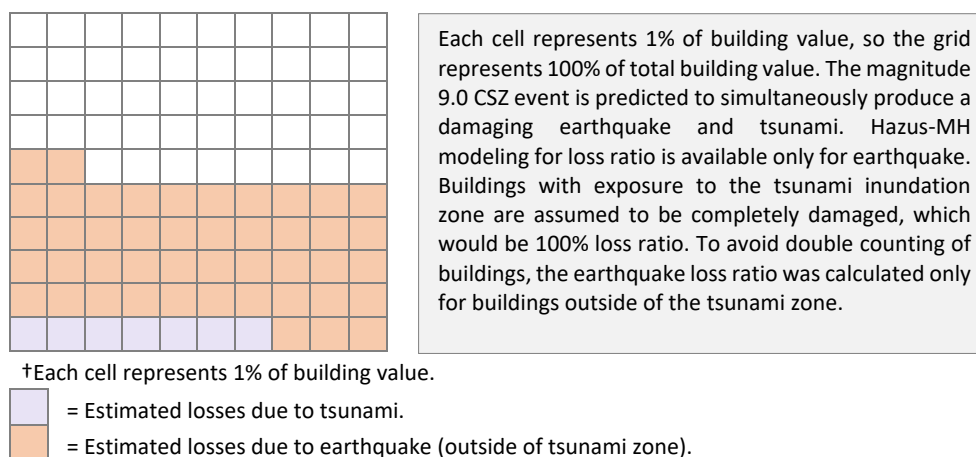 Each cell represents 1% of building value, so the grid
represents 100% of total building value. The magnitude
9.0 CSZ event is predicted to simultaneously produce a
damaging earthquake and tsunami. Hazus-MH
modeling for loss ratio is available only for earthquake.
Buildings with exposure to the tsunami inundation
zone are assumed to be completely damaged, which
would be 100% loss ratio. To avoid double counting of
buildings, the earthquake loss ratio was calculated only
for buildings outside of the tsunami zone.
†Each cell represents 1% of building value.
= Estimated losses due to tsunami.
= Estimated losses due to earthquake (outside of tsunami zone).